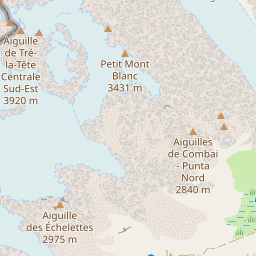 Aiguille
de Tré-
la-Tête
Centrale
Sud-Est
3920 m
Petit Mont
Blanc
3431 m
Aiguilles
de Combai
- Punta
Nord
2840 m
Aiguille
des Échelettes
2975 m